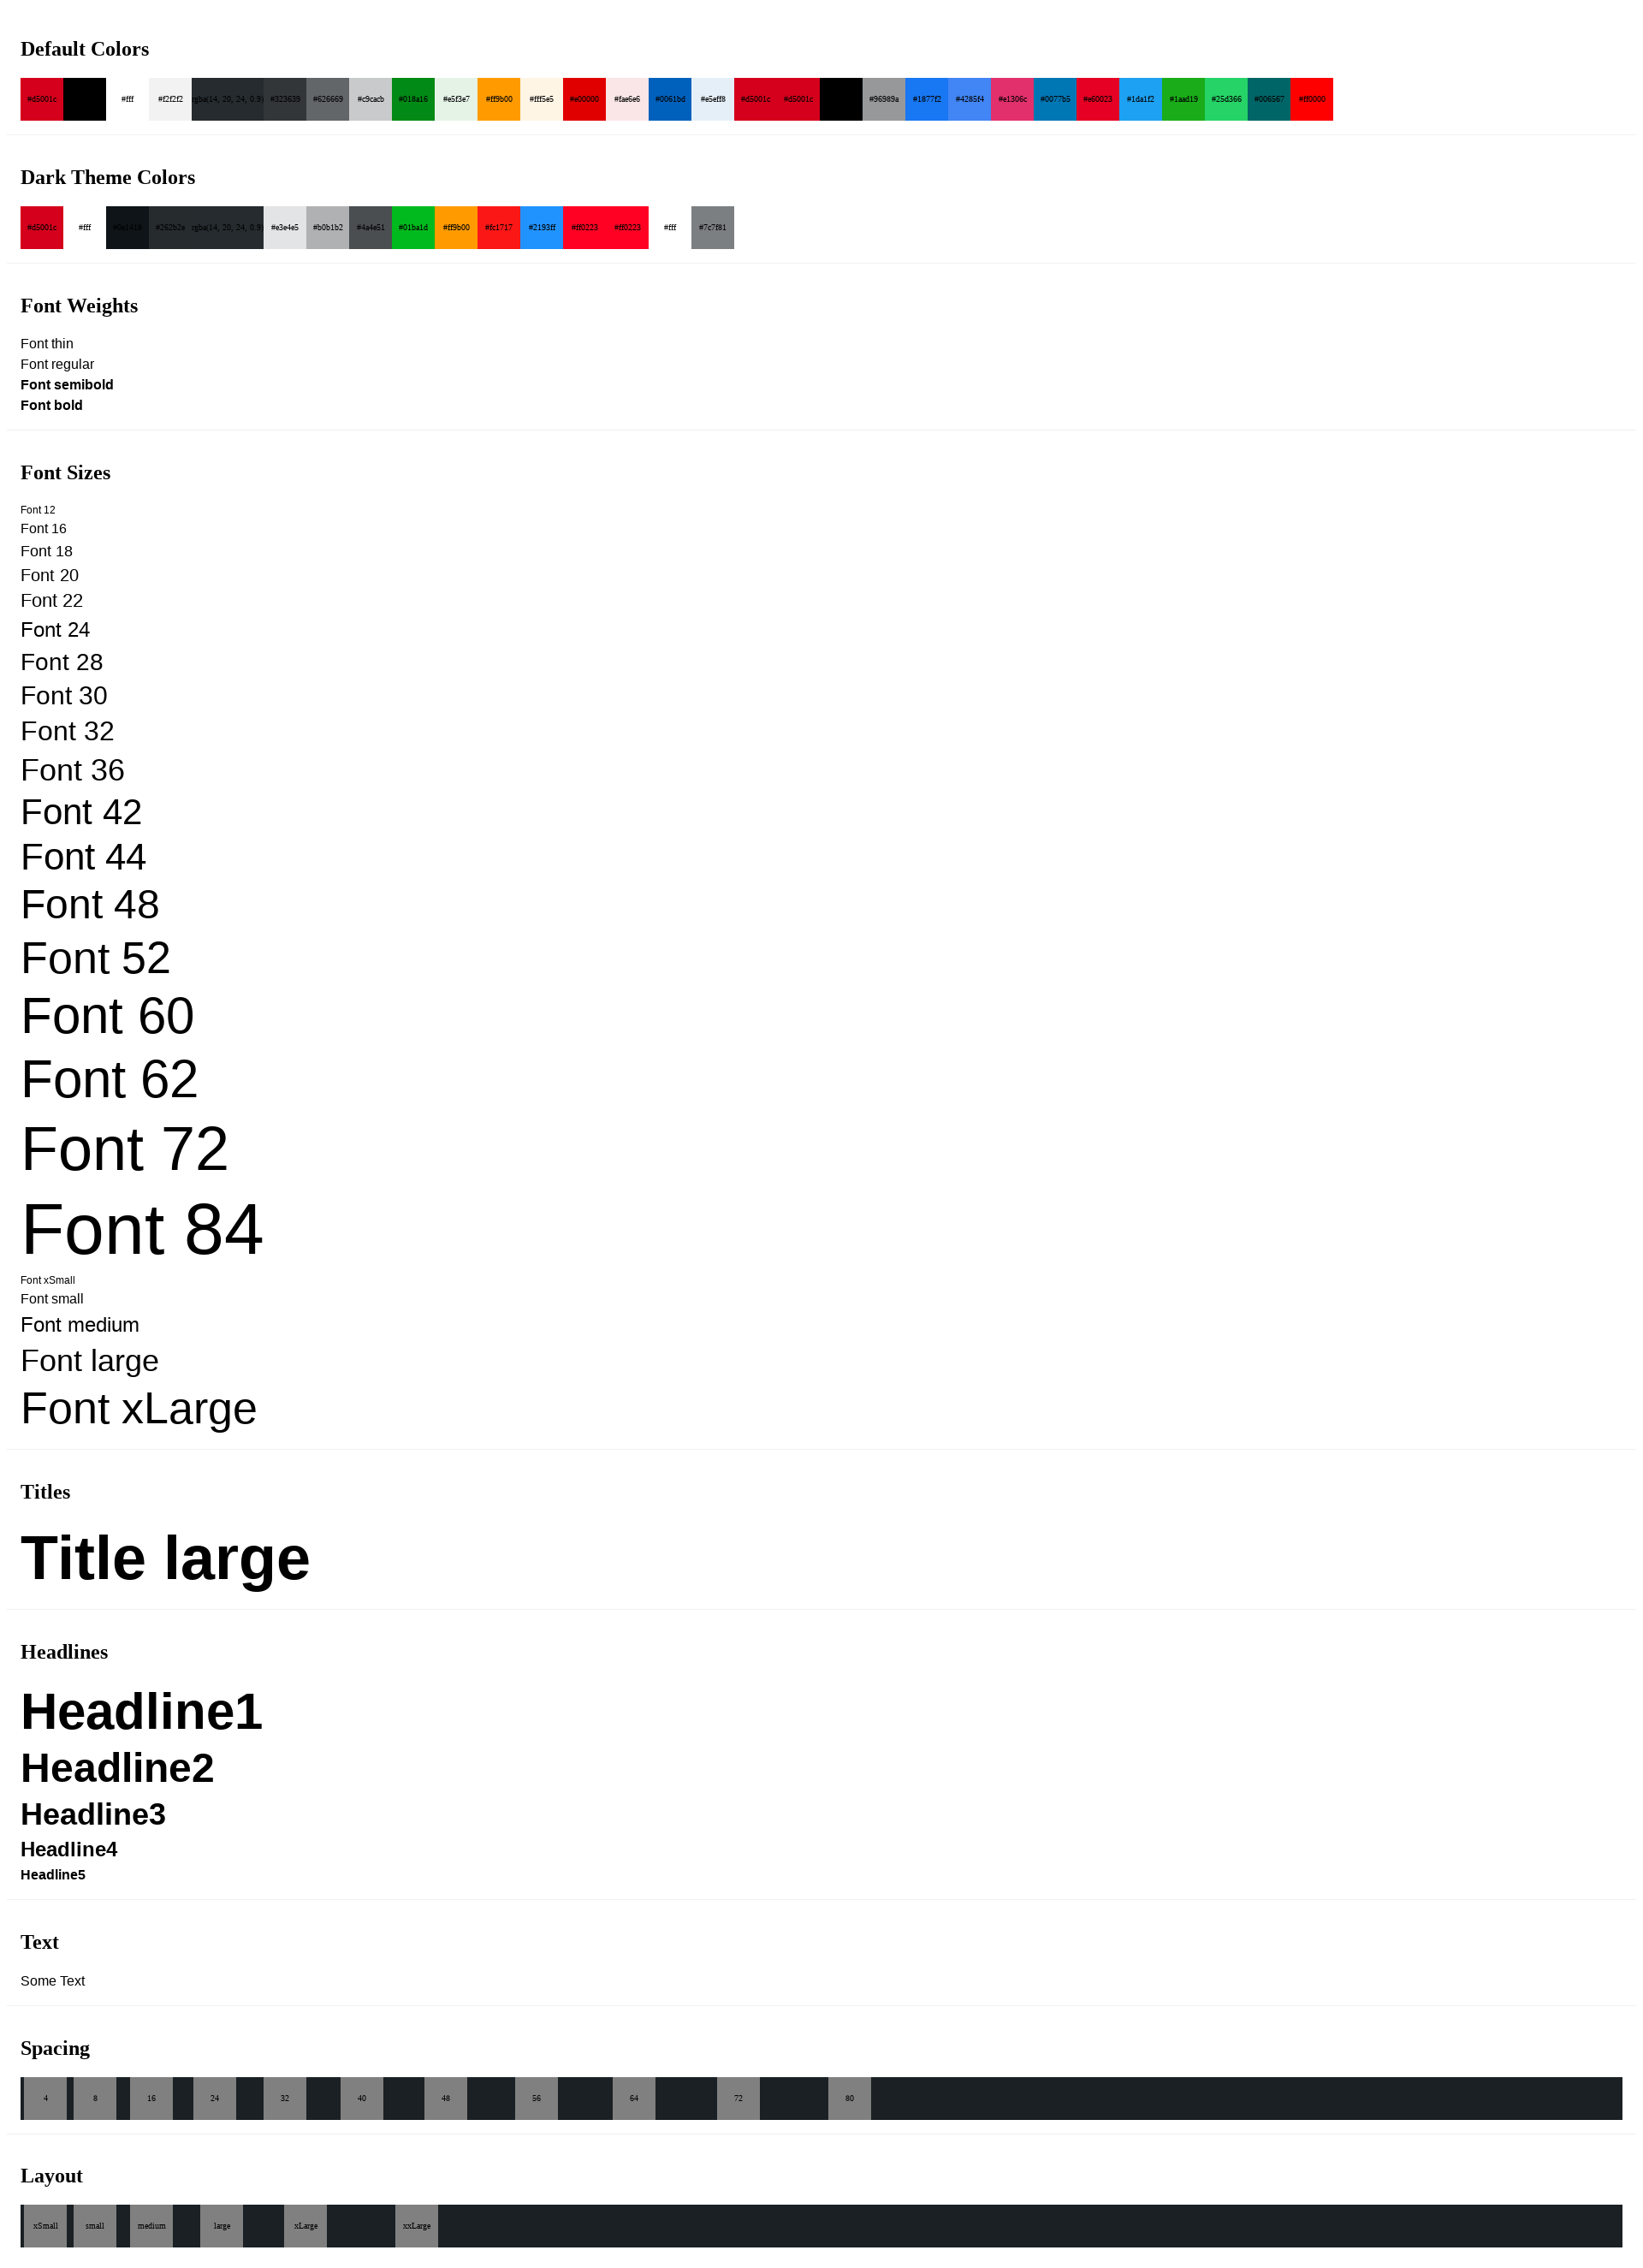 Default Colors
#d5001c #fff #f2f2f2 rgba(14, 20, 24, 0.9) #323639 #626669 #c9cacb #018a16 #e5f3e7 #ff9b00 #fff5e5 #e00000 #fae6e6 #0061bd #e5eff8 #d5001c #d5001c #96989a #1877f2 #4285f4 #e1306c #0077b5 #e60023 #1da1f2 #1aad19 #25d366 #006567 #ff0000
Dark Theme Colors
#d5001c #fff #0e1418 #262b2e rgba(14, 20, 24, 0.9) #e3e4e5 #b0b1b2 #4a4e51 #01ba1d #ff9b00 #fc1717 #2193ff #ff0223 #ff0223 #fff #7c7f81
Font Weights
Font thin
Font regular
Font semibold
Font bold
Font Sizes
Font 12
Font 16
Font 18
Font 20
Font 22
Font 24
Font 28
Font 30
Font 32
Font 36
Font 42
Font 44
Font 48
Font 52
Font 60
Font 62
Font 72
Font 84
Font xSmall
Font small
Font medium
Font large
Font xLarge
Titles
Title large
Headlines
Headline1
Headline2
Headline3
Headline4
Headline5
Text
Some Text
Spacing
4 8 16 24 32 40 48 56 64 72 80
Layout
xSmall small medium large xLarge xxLarge